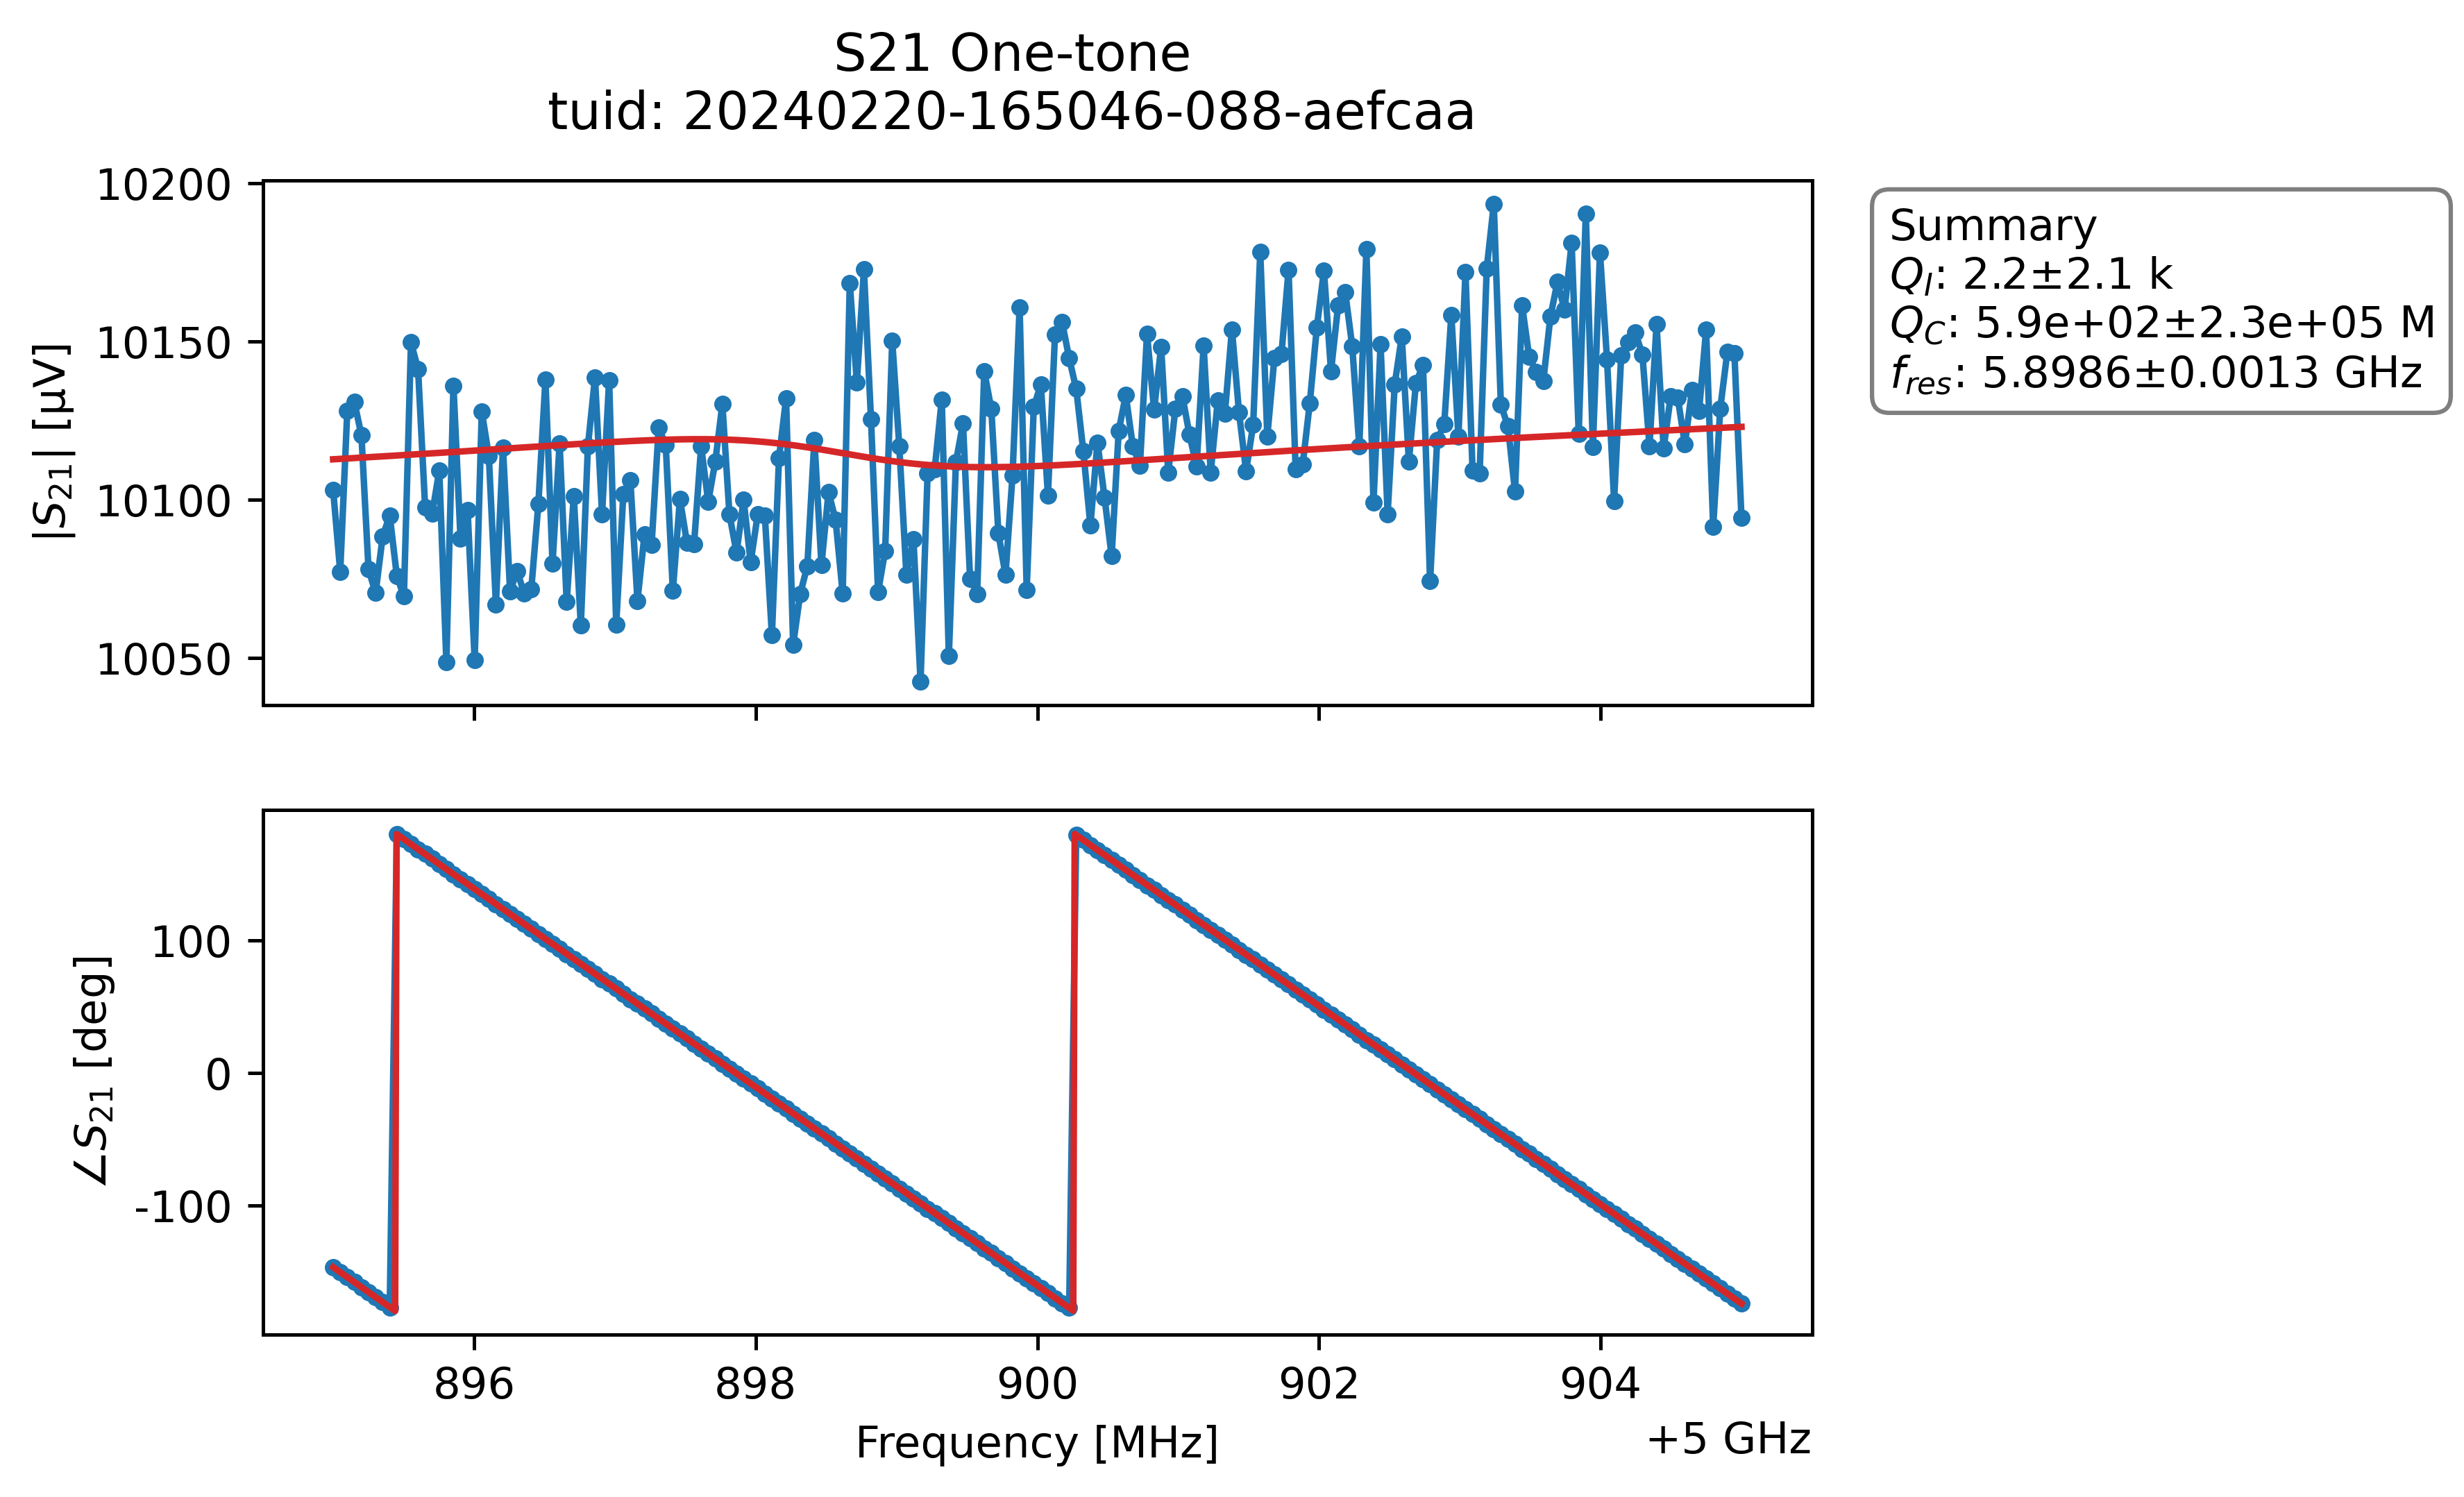 S21 One-tone
tuid: 20240220-165046-088-aefcaa
10200
10150
10100
10050
|S21| [µV]
Summary
Ql: 2.2±2.1 k
QC: 5.9e+02±2.3e+05 M
fres: 5.8986±0.0013 GHz
100
0
-100
∠S21 [deg]
896
898
900
902
904
Frequency [MHz]
+5 GHz